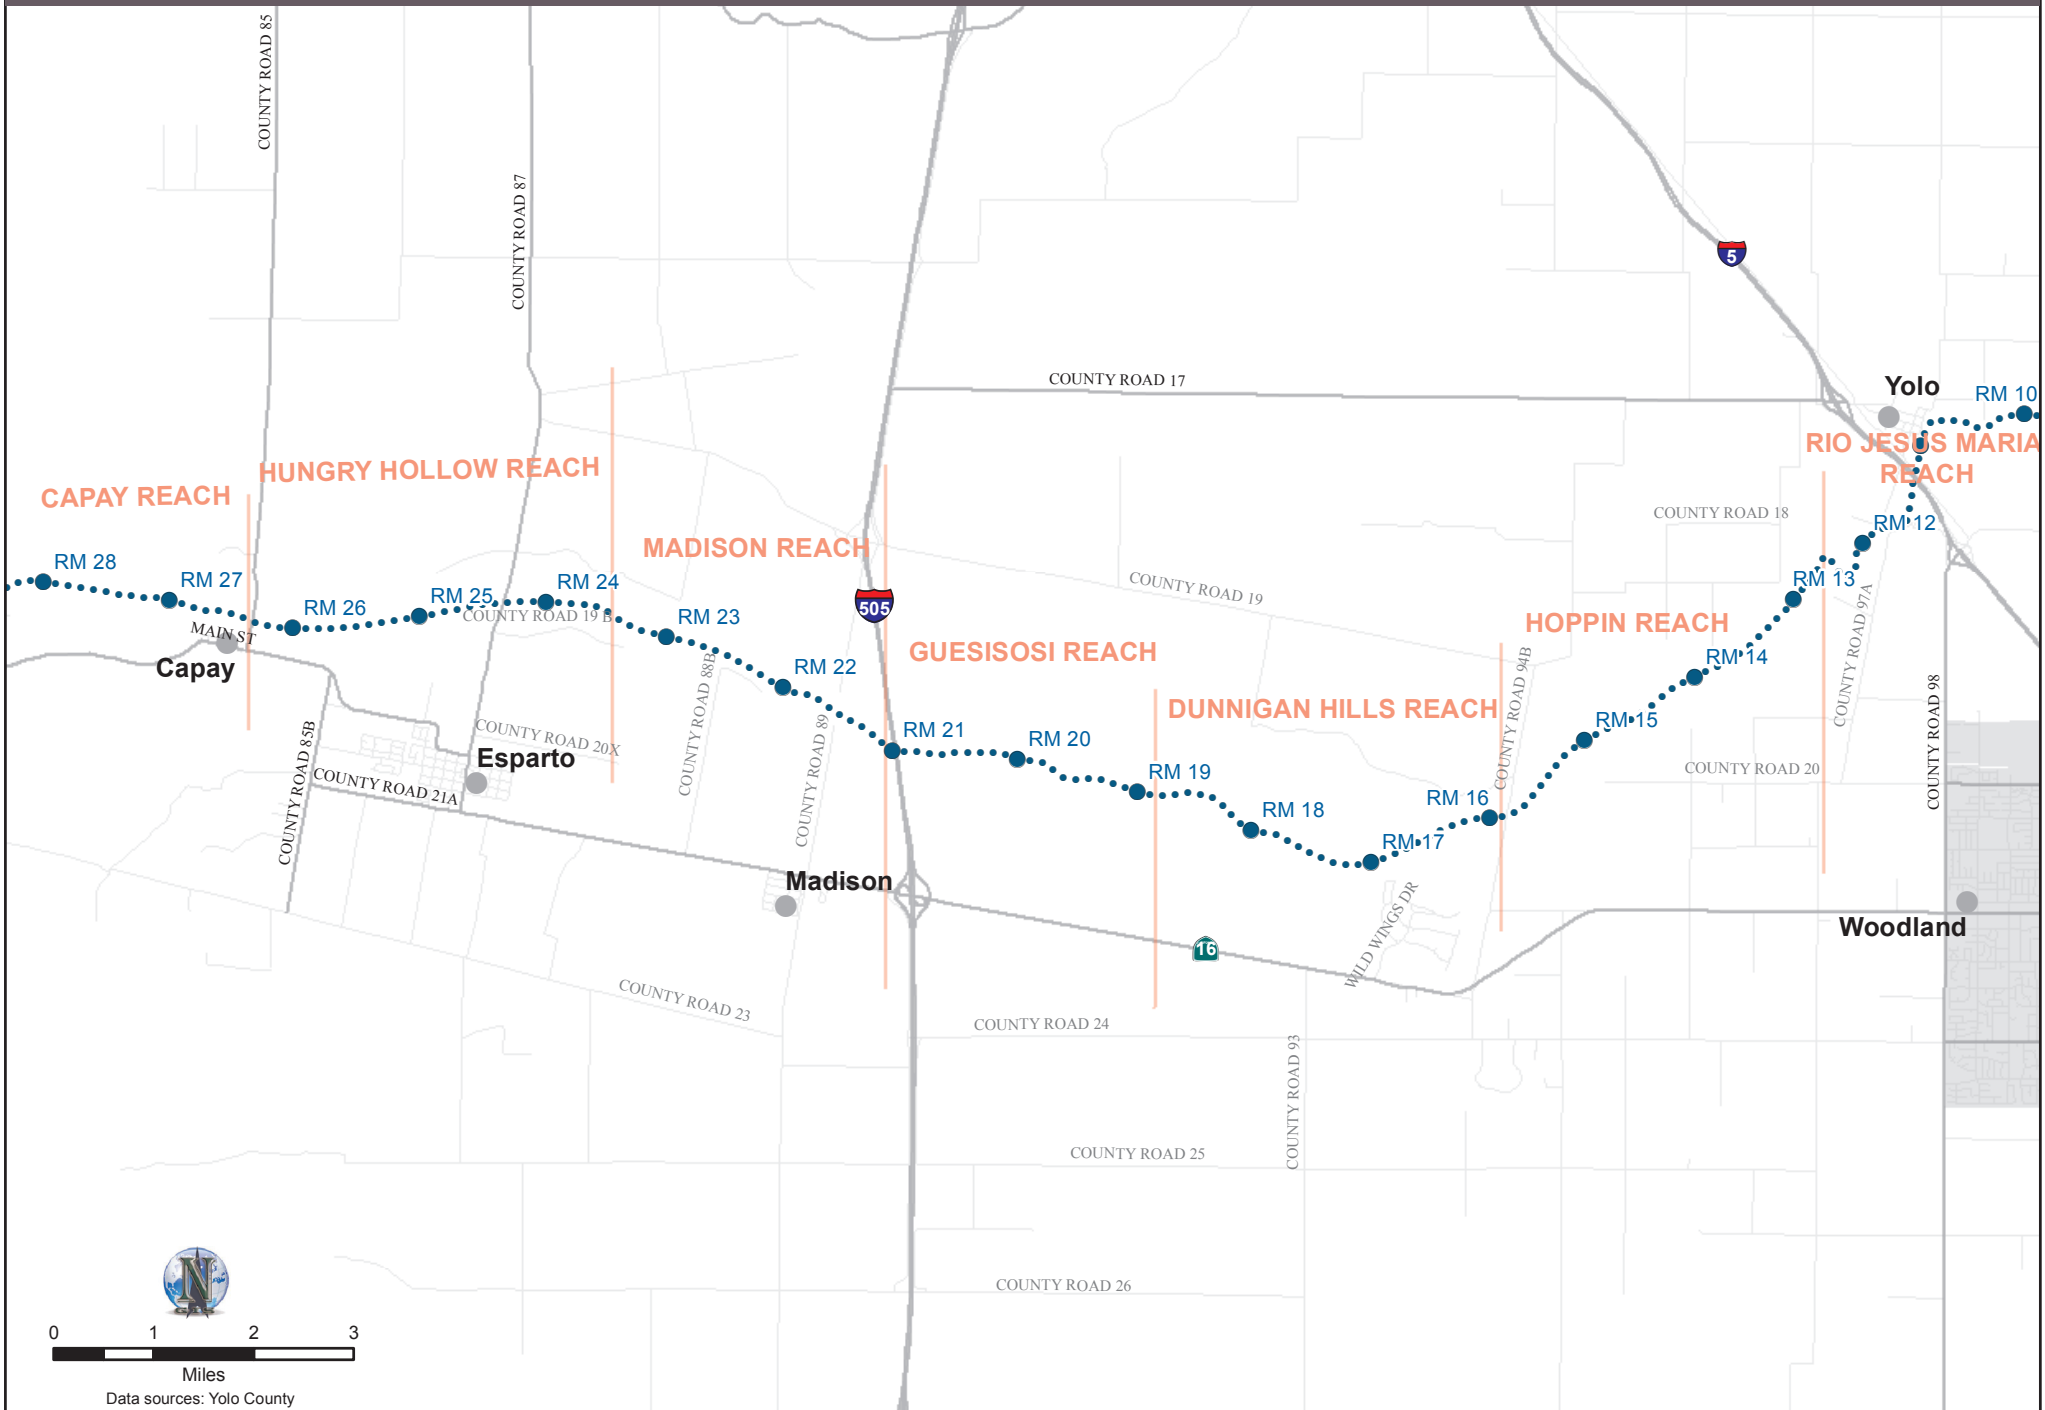 COUNTY ROAD 85
COUNTY ROAD 87
5
COUNTY ROAD 17
Yolo
RM 10
RIO JESUS MARIA
REACH
HUNGRY HOLLOW REACH
CAPAY REACH
COUNTY ROAD 18
RM 12
MADISON REACH
RM 28
RM 27
RM 26
RM 25
RM 24
COUNTY ROAD 19 B
RM 23
505
COUNTY ROAD 19
RM 13
COUNTY ROAD 97A
MAIN ST
Capay
HOPPIN REACH
GUESISOSI REACH
RM 22
RM 14
COUNTY ROAD 88B
COUNTY ROAD 94B
COUNTY ROAD 98
DUNNIGAN HILLS REACH
COUNTY ROAD 85B
COUNTY ROAD 20X
COUNTY ROAD 89
RM 21
RM 20
RM 15
Esparto
COUNTY ROAD 21A
RM 19
COUNTY ROAD 20
RM 18
RM 16
RM 17
Madison
WILD WINGS DR
Woodland
16
COUNTY ROAD 23
COUNTY ROAD 24
COUNTY ROAD 93
COUNTY ROAD 25
COUNTY ROAD 26
N
0 1 2 3
Miles
Data sources: Yolo County